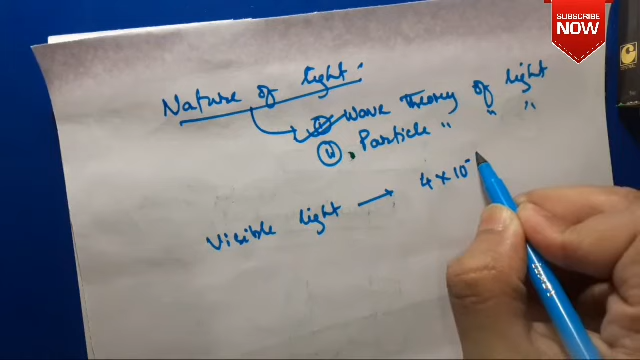 SUBSCRIBE
NOW
Nature of light
(i) Wave Theory of light
(ii) Particle " " "
Visible light → 4 × 10⁻